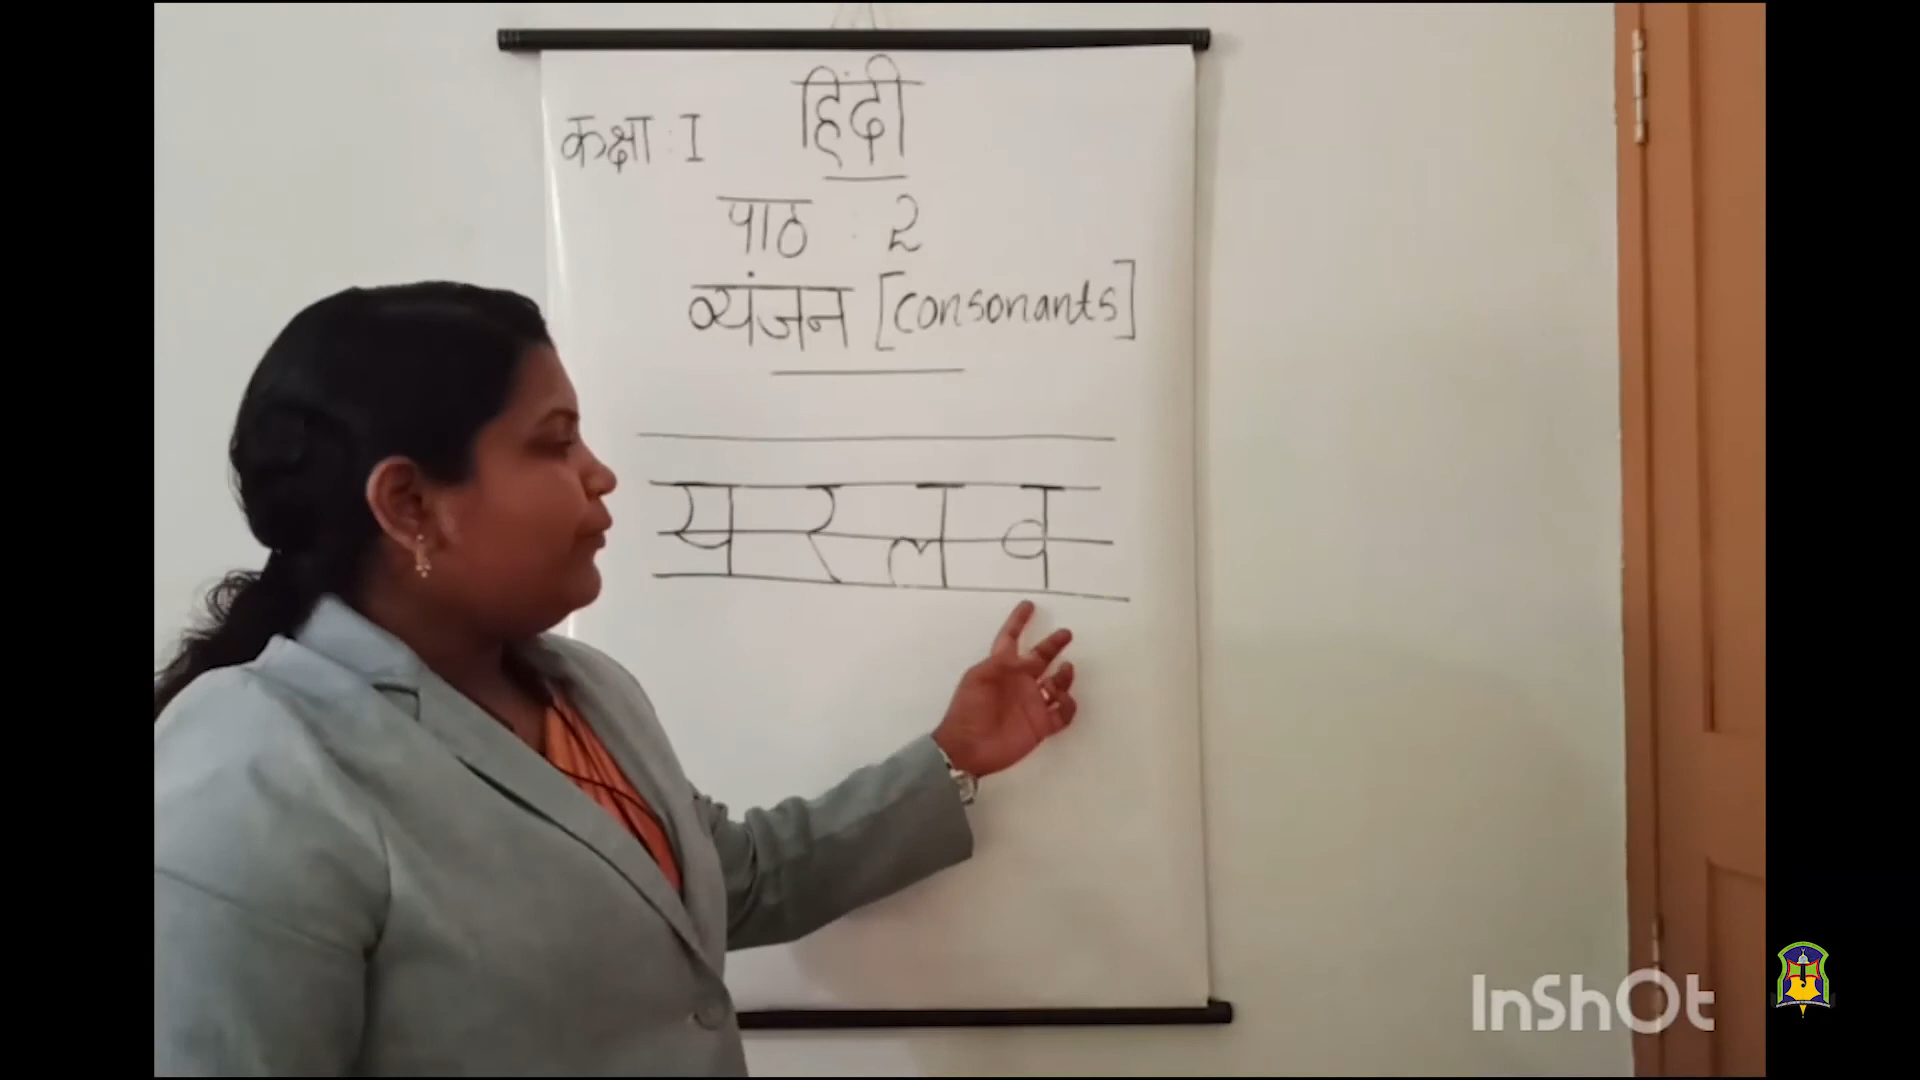 हिंदी
कक्षा : I
पाठ : 2
व्यंजन [consonants]
य र ल व
InShOt